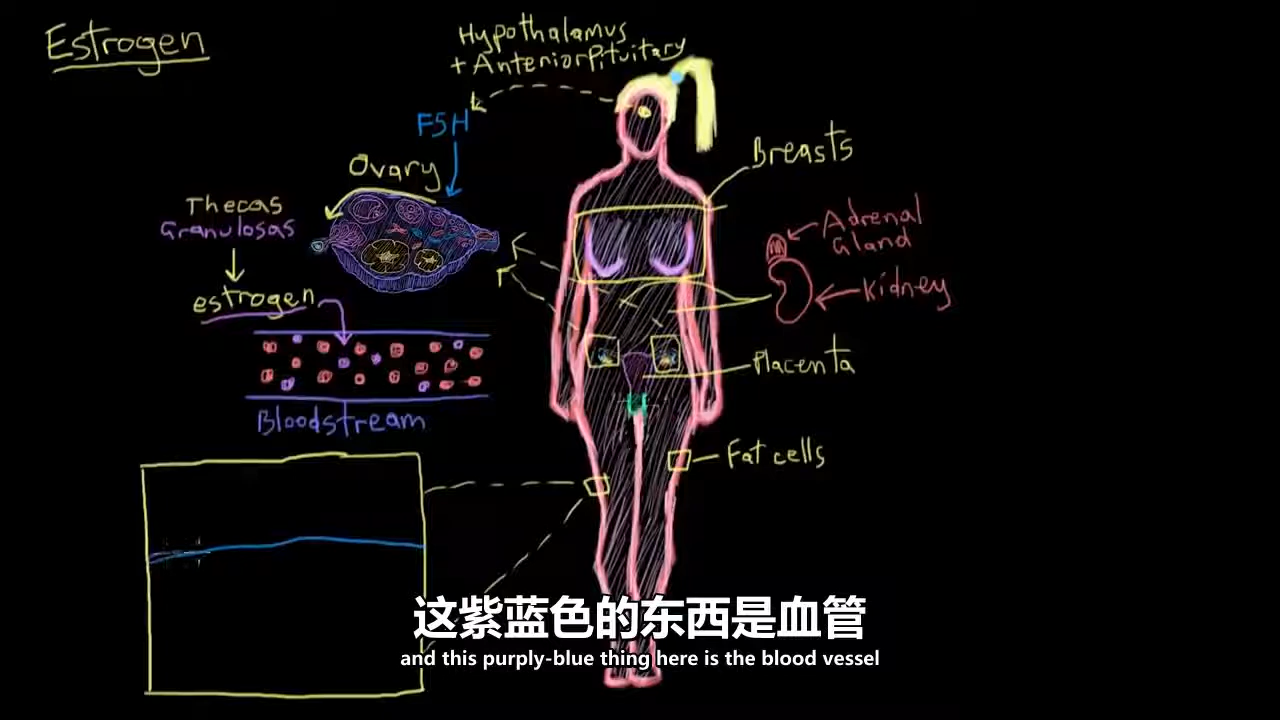 Estrogen
Hypothalamus
+ Anterior Pituitary
FSH
Ovary
Thecas
Granulosas
estrogen
Bloodstream
Breasts
Adrenal
Gland
Kidney
Placenta
Fat cells
这紫蓝色的东西是血管
and this purply-blue thing here is the blood vessel